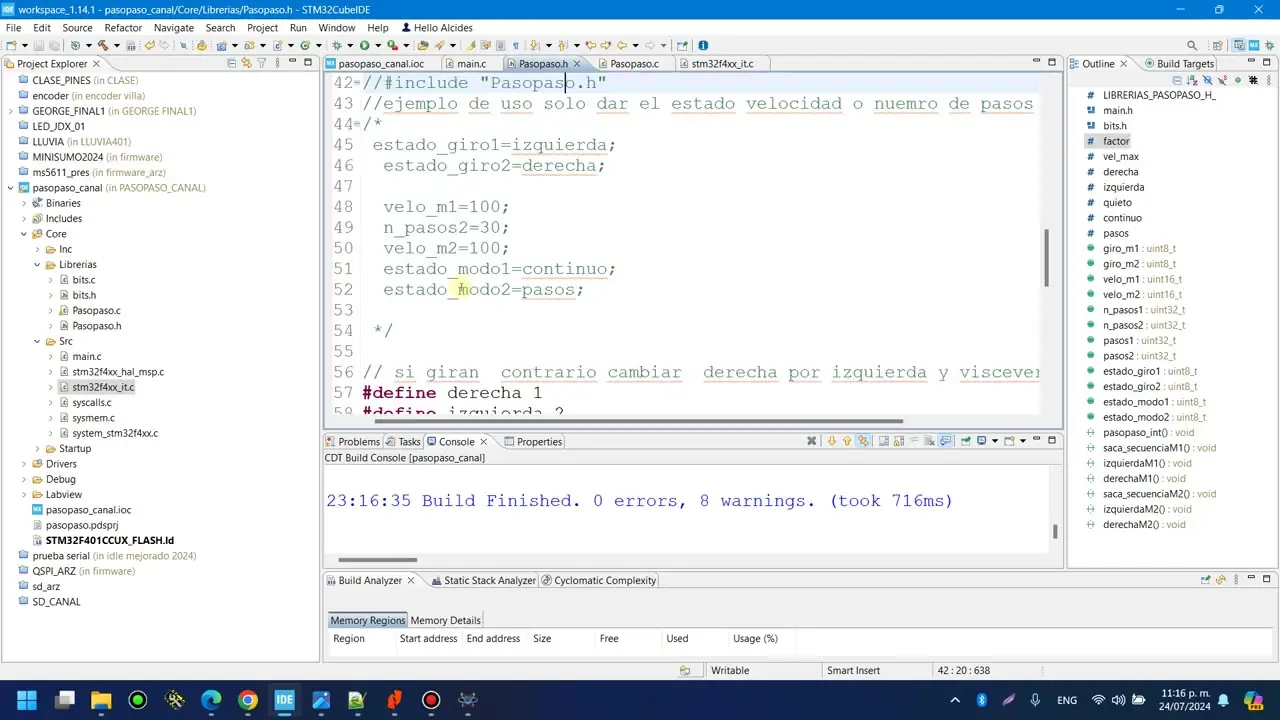 workspace_1.14.1 - pasopaso_canal/Core/Librerias/Pasopaso.h - STM32CubeIDE
File Edit Source Refactor Navigate Search Project Run Window Help Hello Alcides
Project Explorer
CLASE_PINES (in CLASE)
encoder (in encoder villa)
GEORGE_FINAL1 (in GEORGE FINAL1)
LED_JDX_01
LLUVIA (in LLUVIA401)
MINISUMO2024 (in firmware)
ms5611_pres (in firmware_arz)
pasopaso_canal (in PASOPASO_CANAL)
Binaries
Includes
Core
Inc
Librerias
bits.c
bits.h
Pasopaso.c
Pasopaso.h
Src
main.c
stm32f4xx_hal_msp.c
stm32f4xx_it.c
syscalls.c
sysmem.c
system_stm32f4xx.c
Startup
Drivers
Debug
Labview
pasopaso_canal.ioc
pasopaso.pdsprj
STM32F401CCUX_FLASH.ld
prueba serial (in idle mejorado 2024)
QSPI_ARZ (in firmware)
sd_arz
SD_CANAL
pasopaso_canal.ioc main.c Pasopaso.h Pasopaso.c stm32f4xx_it.c
42 //#include "Pasopaso.h"
43 //ejemplo de uso solo dar el estado velocidad o nuemro de pasos
44 /*
45 estado_giro1=izquierda;
46 estado_giro2=derecha;
47
48 velo_m1=100;
49 n_pasos2=30;
50 velo_m2=100;
51 estado_modo1=continuo;
52 estado_modo2=pasos;
53
54 */
55
56 // si giran contrario cambiar derecha por izquierda y viscever
57 #define derecha 1
58 #define izquierda 2
Problems Tasks Console Properties
CDT Build Console [pasopaso_canal]
23:16:35 Build Finished. 0 errors, 8 warnings. (took 716ms)
Build Analyzer Static Stack Analyzer Cyclomatic Complexity
Memory Regions Memory Details
Region Start address End address Size Free Used Usage (%)
Outline Build Targets
LIBRERIAS_PASOPASO_H_
main.h
bits.h
factor
vel_max
derecha
izquierda
quieto
continuo
pasos
giro_m1 : uint8_t
giro_m2 : uint8_t
velo_m1 : uint16_t
velo_m2 : uint16_t
n_pasos1 : uint32_t
n_pasos2 : uint32_t
pasos1 : uint32_t
pasos2 : uint32_t
estado_giro1 : uint8_t
estado_giro2 : uint8_t
estado_modo1 : uint8_t
estado_modo2 : uint8_t
pasopaso_int() : void
saca_secuenciaM1() : void
izquierdaM1() : void
derechaM1() : void
saca_secuenciaM2() : void
izquierdaM2() : void
derechaM2() : void
Writable Smart Insert 42 : 20 : 638
IDE
ENG
11:16 p. m.
24/07/2024